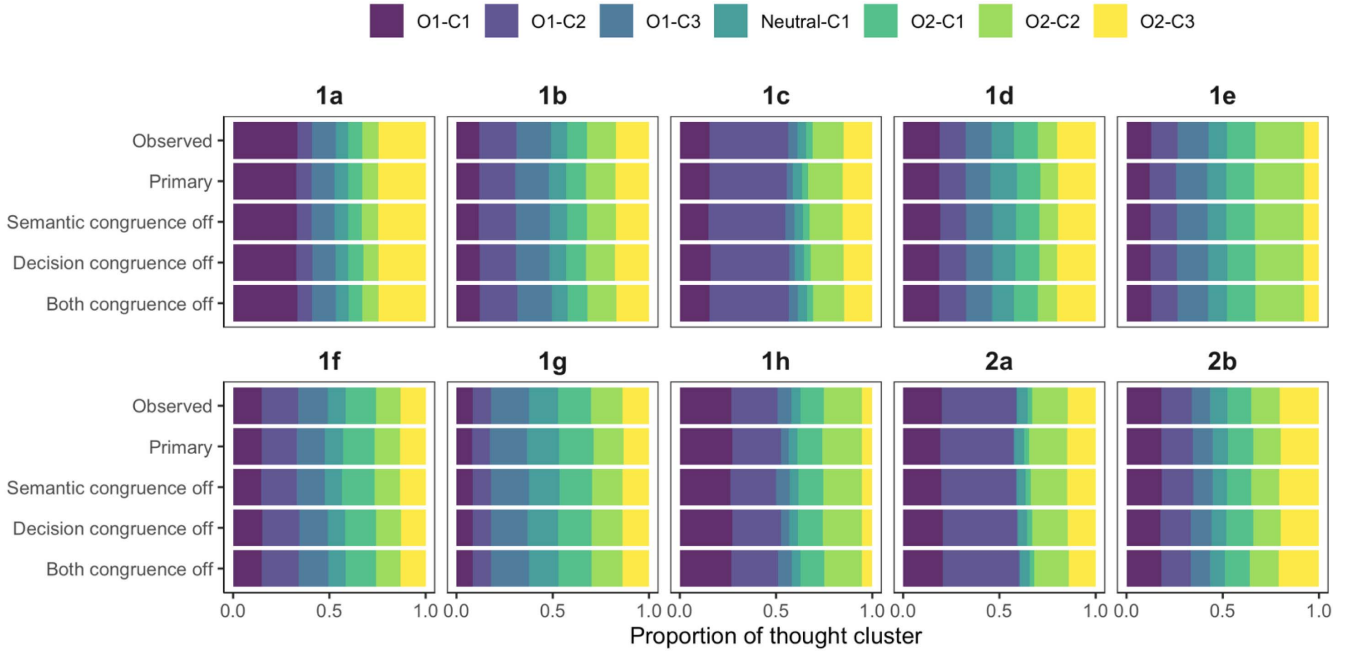 O1-C1 O1-C2 O1-C3 Neutral-C1 O2-C1 O2-C2 O2-C3
1a 1b 1c 1d 1e
Observed
Primary
Semantic congruence off
Decision congruence off
Both congruence off
1f 1g 1h 2a 2b
Observed
Primary
Semantic congruence off
Decision congruence off
Both congruence off
0.0 0.5 1.0 0.0 0.5 1.0 0.0 0.5 1.0 0.0 0.5 1.0 0.0 0.5 1.0
Proportion of thought cluster